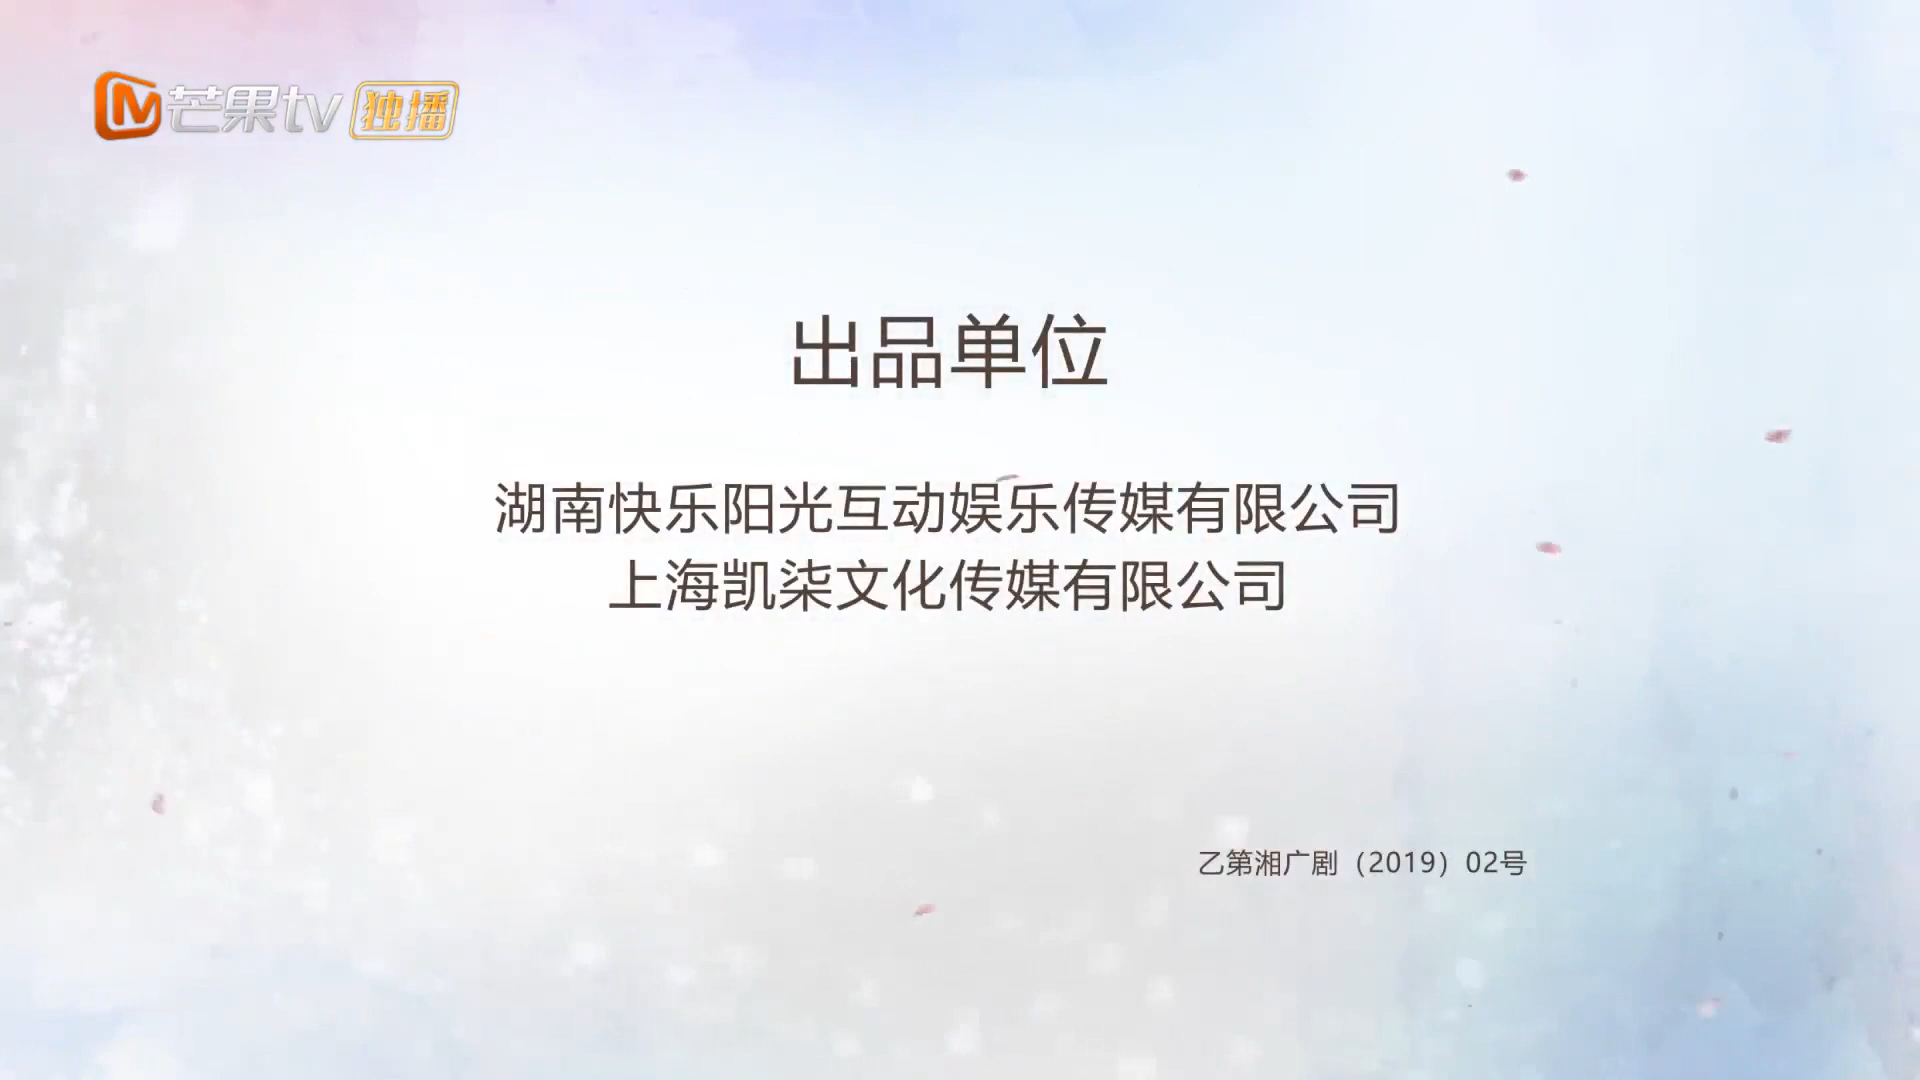 芒果tv独播
出品单位
湖南快乐阳光互动娱乐传媒有限公司
上海凯柒文化传媒有限公司
乙第湘广剧（2019）02号